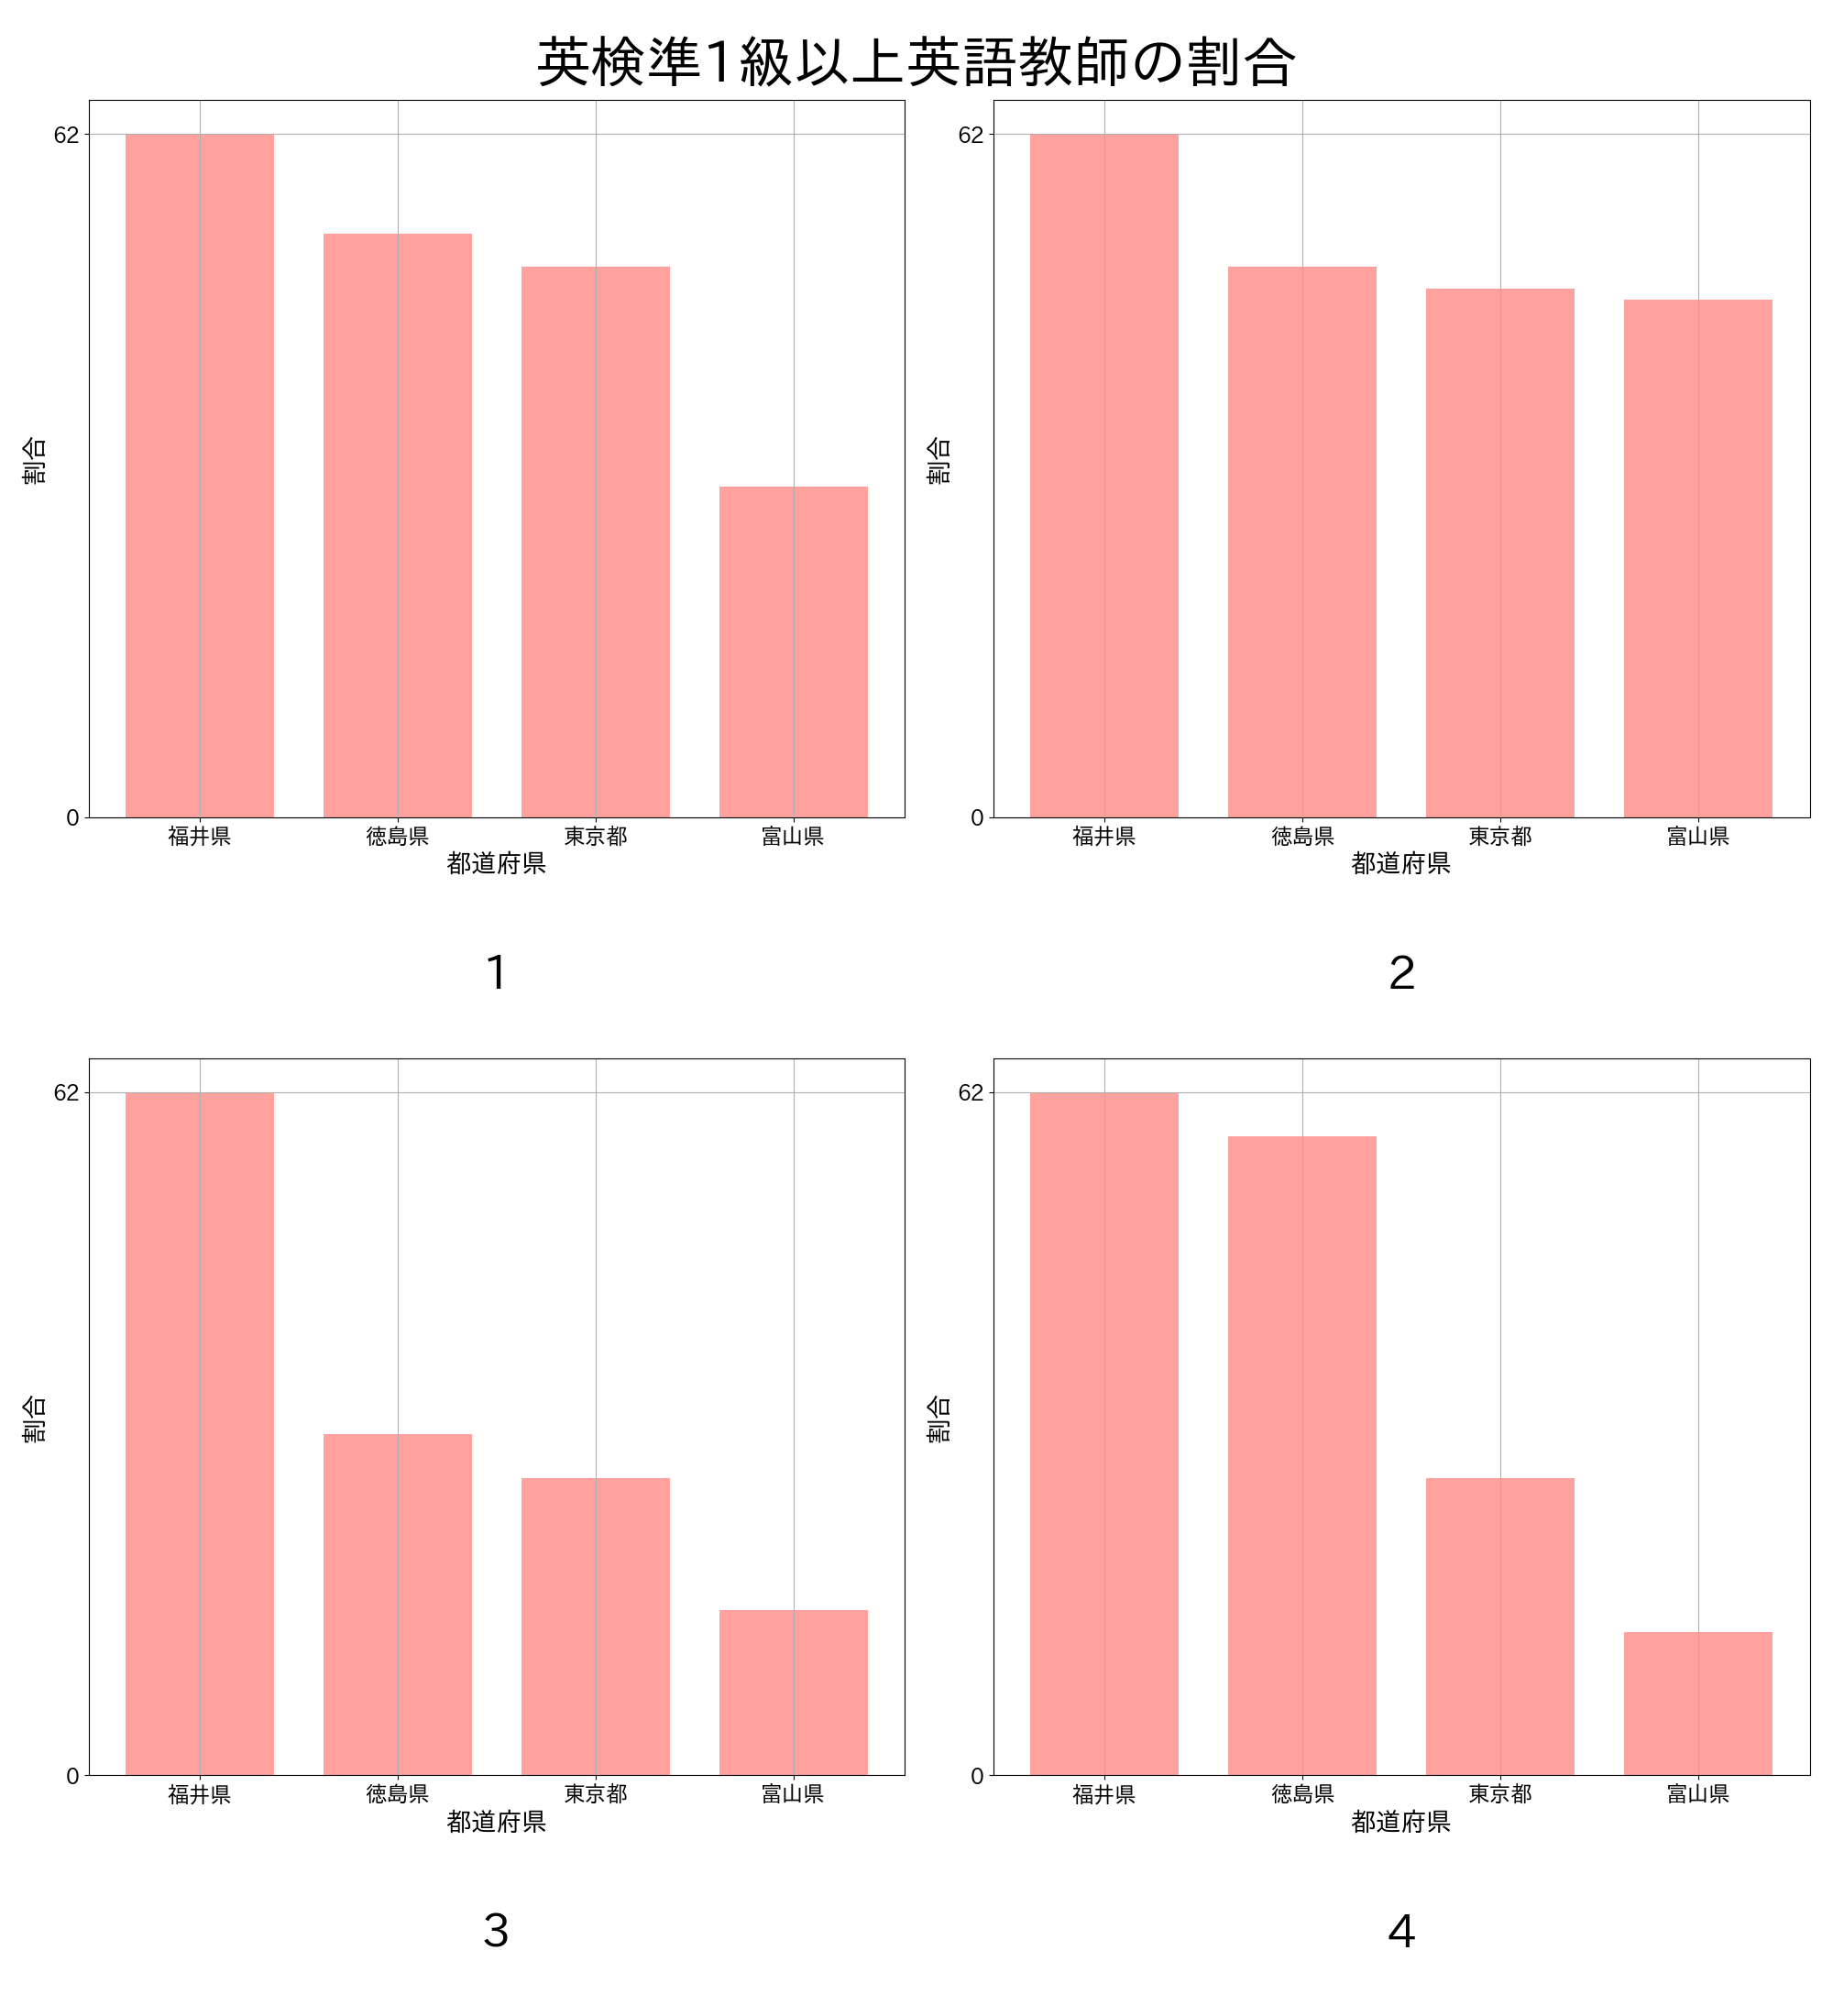 英検準1級以上英語教師の割合
62
0
割合
福井県 徳島県 東京都 富山県
都道府県
1
62
0
割合
福井県 徳島県 東京都 富山県
都道府県
2
62
0
割合
福井県 徳島県 東京都 富山県
都道府県
3
62
0
割合
福井県 徳島県 東京都 富山県
都道府県
4